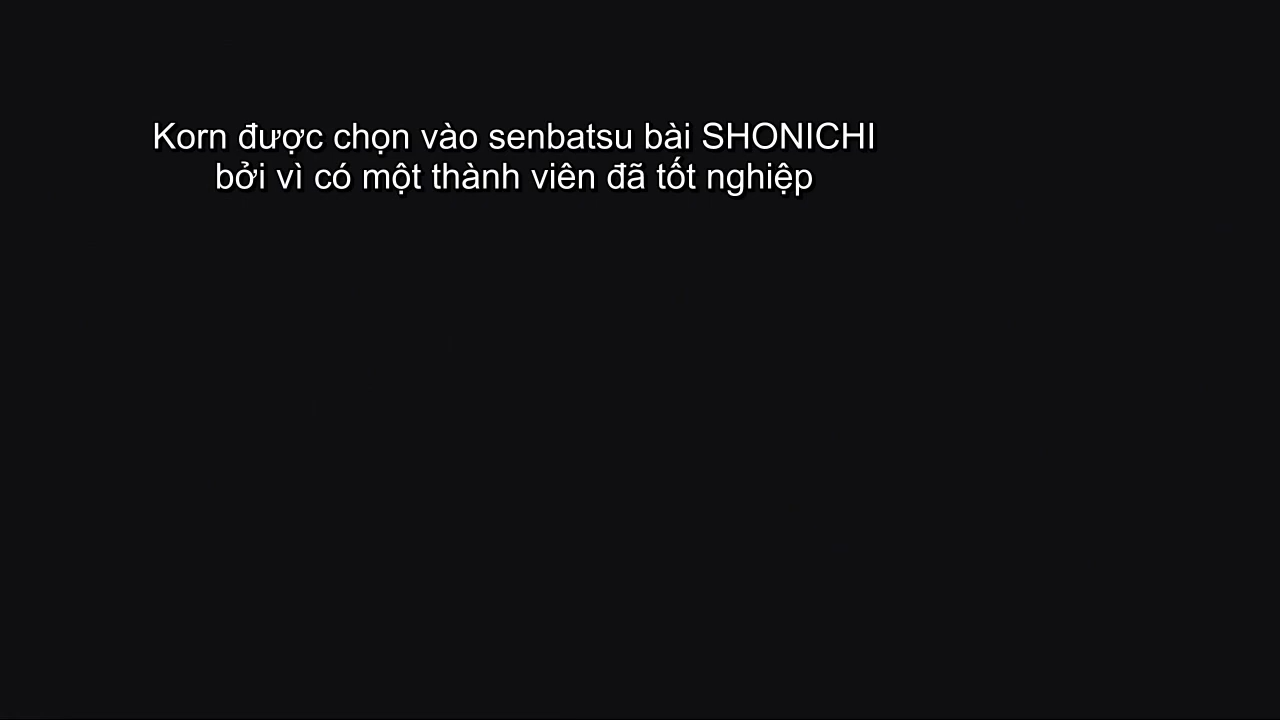 Korn được chọn vào senbatsu bài SHONICHI
bởi vì có một thành viên đã tốt nghiệp